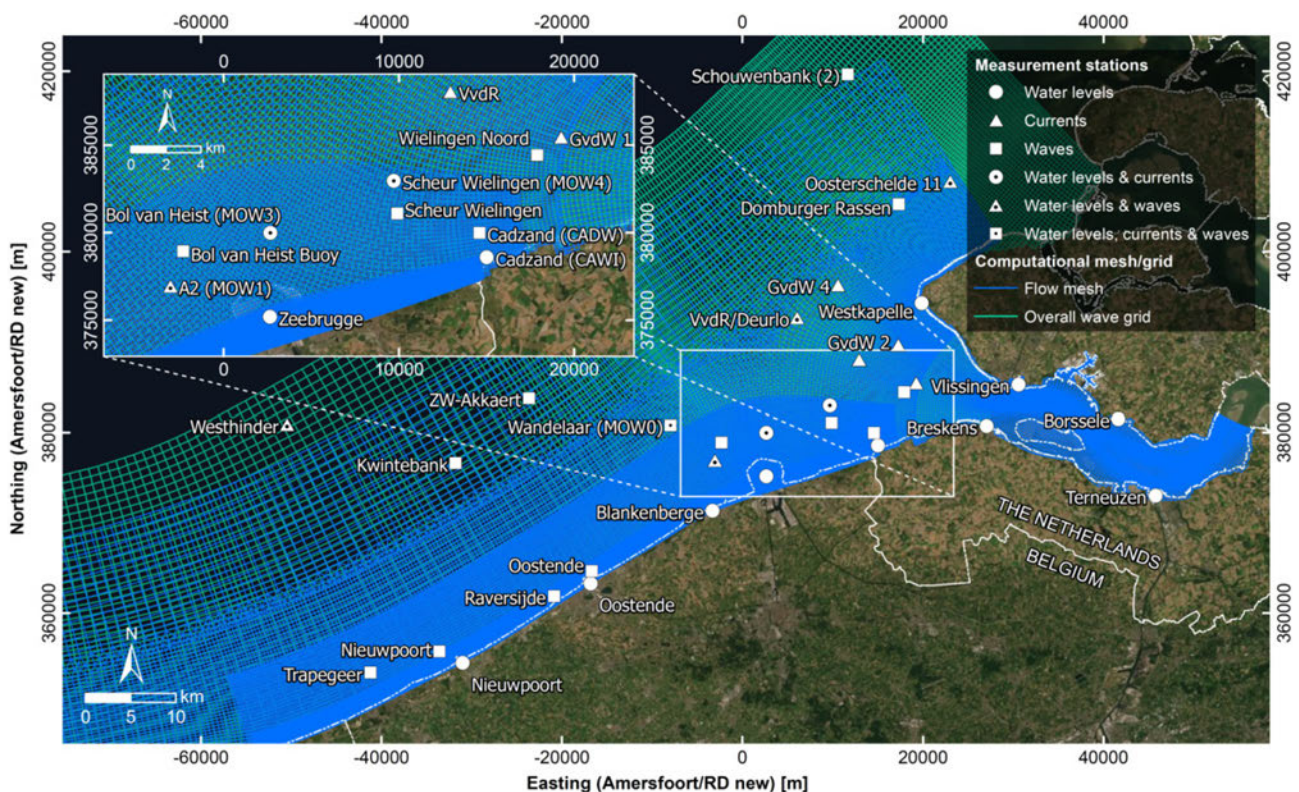 -60000 -40000 -20000 0 20000 40000
420000
400000
380000
360000
Northing (Amersfoort/RD new) [m]
0 10000 20000
385000
380000
375000
N
0 2 4 km
VvdR
Wielingen Noord
GvdW 1
Scheur Wielingen (MOW4)
Bol van Heist (MOW3)
Scheur Wielingen
Cadzand (CADW)
Bol van Heist Buoy
Cadzand (CAWI)
A2 (MOW1)
Zeebrugge
385000
380000
375000
0 10000 20000
Schouwenbank (2)
Oosterschelde 11
Domburger Rassen
GvdW 4
Westkapelle
VvdR/Deurlo
GvdW 2
Vlissingen
Borssele
Breskens
Terneuzen
ZW-Akkaert
Westhinder
Wandelaar (MOW0)
Kwintebank
Blankenberge
THE NETHERLANDS
BELGIUM
Oostende
Raversijde
Oostende
Nieuwpoort
Trapegeer
Nieuwpoort
N
km
0 5 10
Measurement stations
Water levels
Currents
Waves
Water levels & currents
Water levels & waves
Water levels, currents & waves
Computational mesh/grid
Flow mesh
Overall wave grid
420000
400000
380000
360000
-60000 -40000 -20000 0 20000 40000
Easting (Amersfoort/RD new) [m]